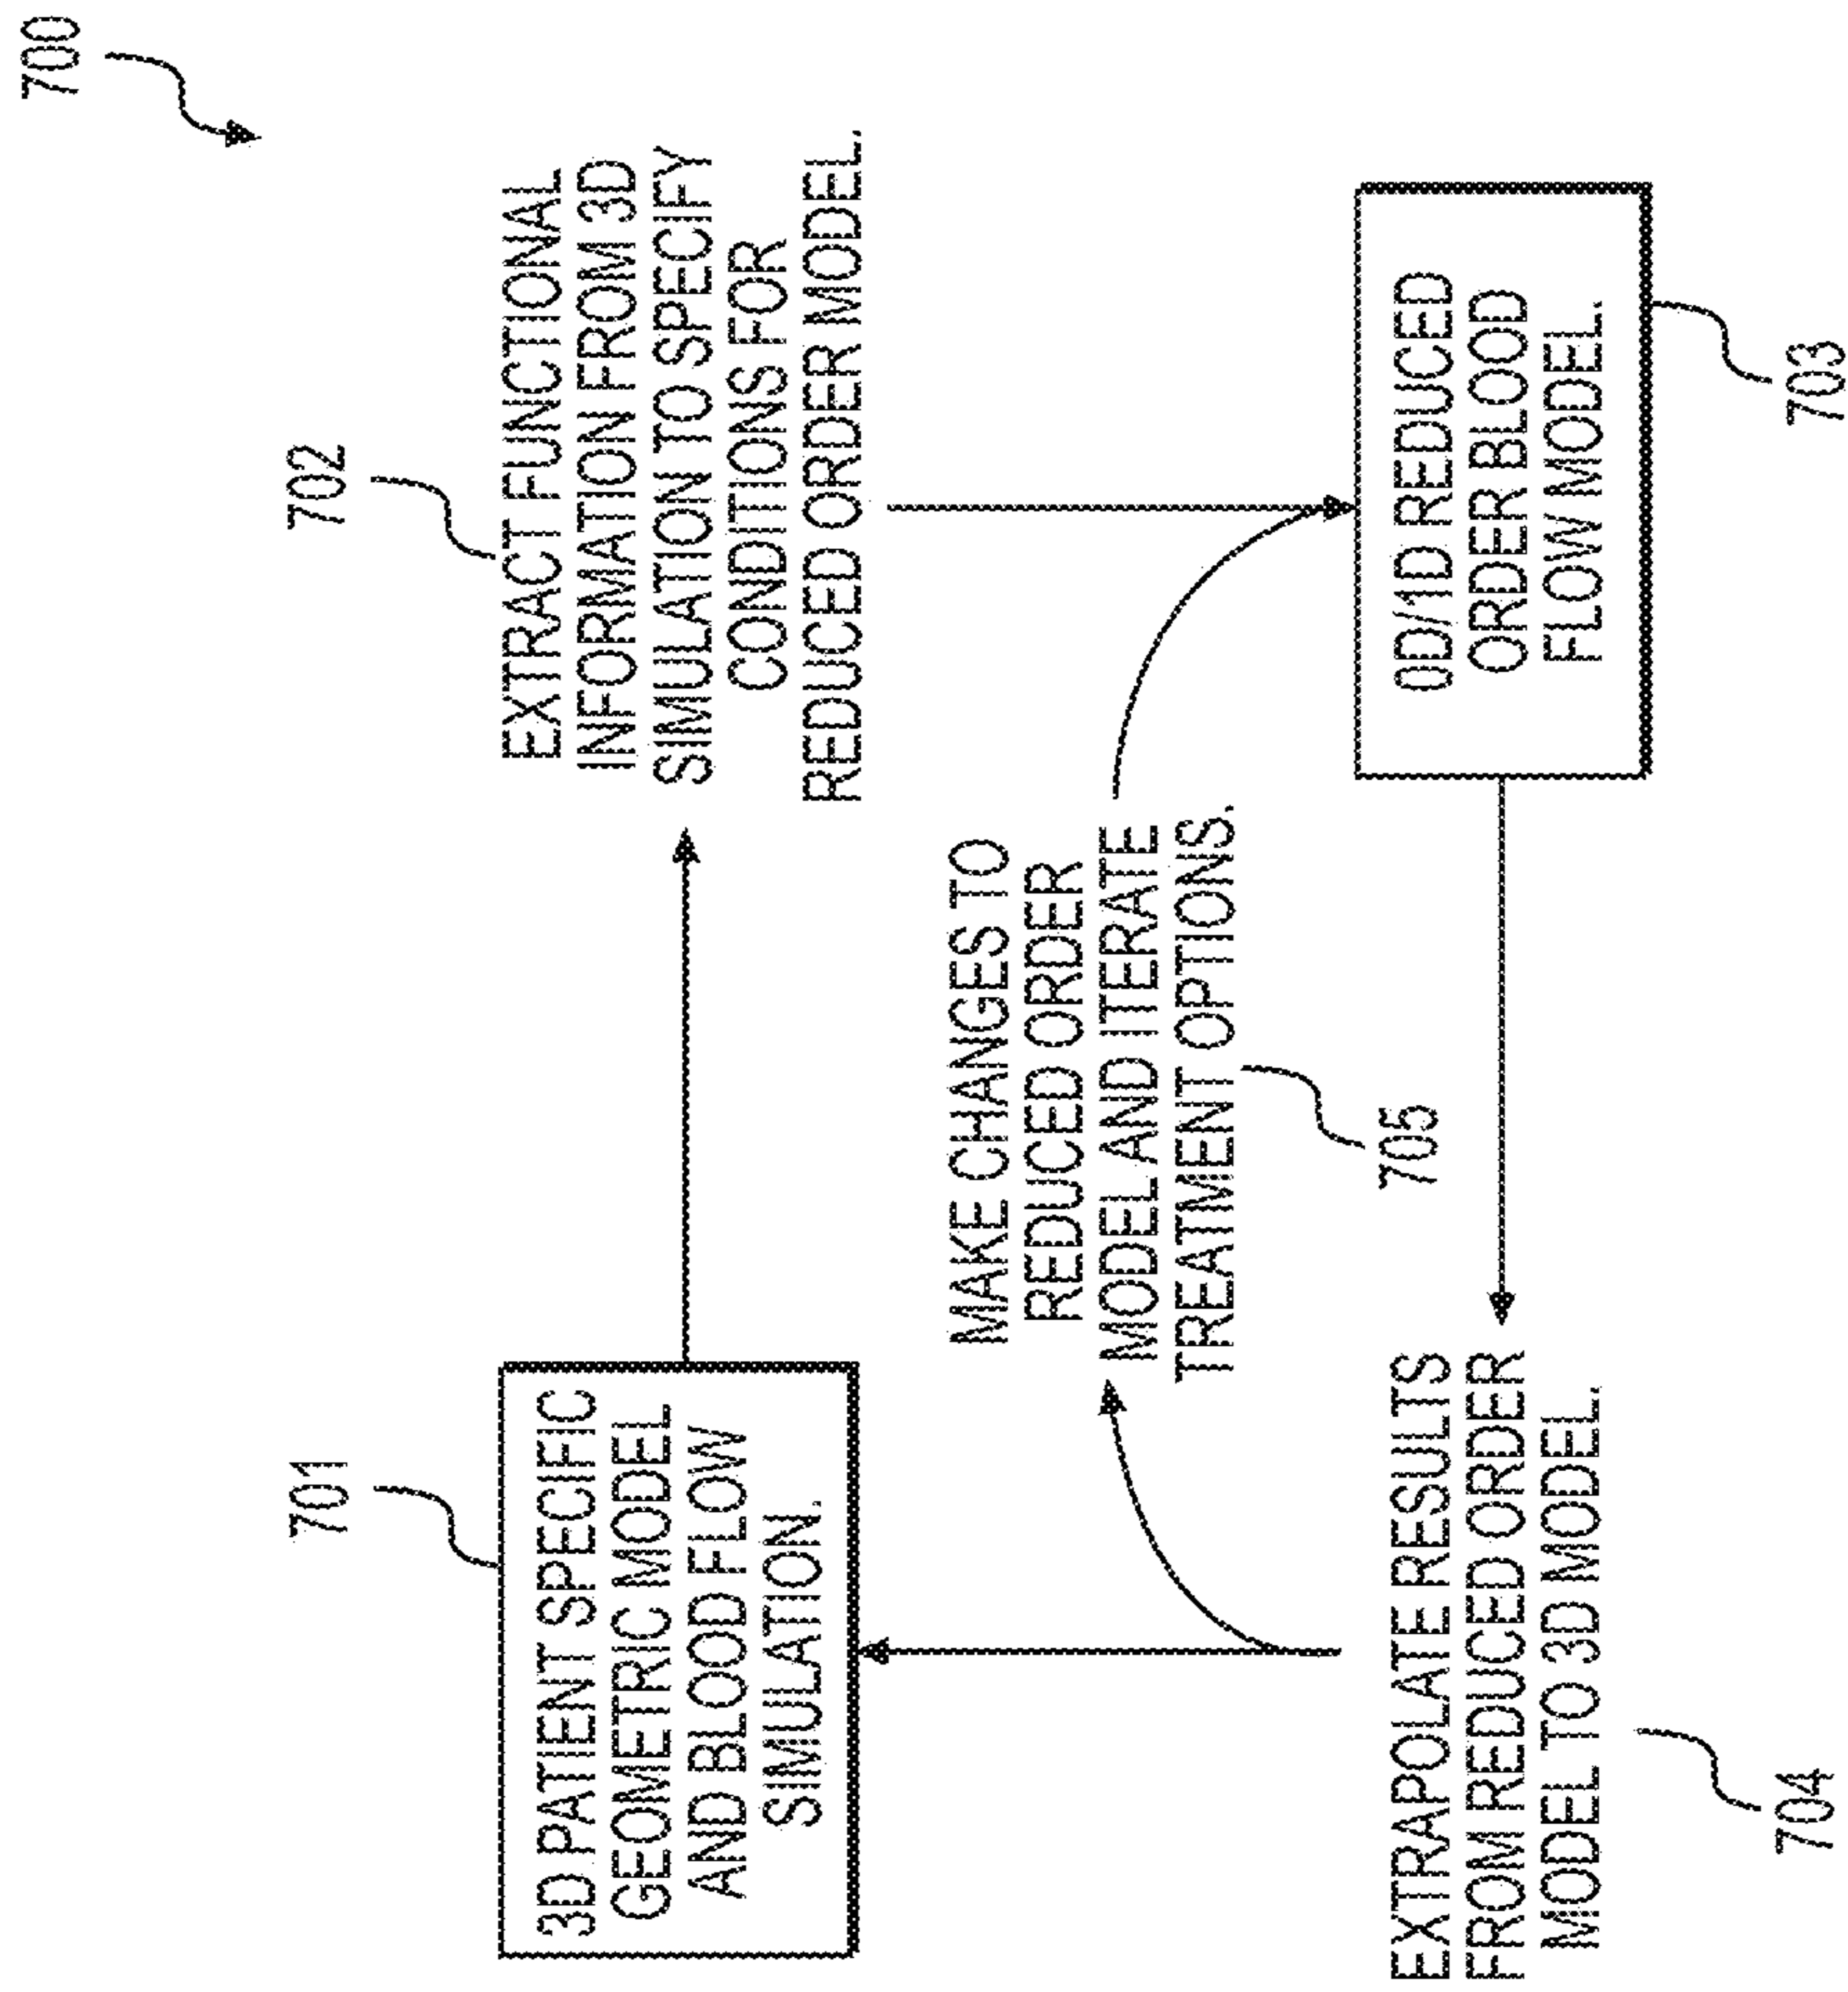 700
701
3D PATIENT SPECIFIC
GEOMETRIC MODEL
AND BLOOD FLOW
SIMULATION.
702
EXTRACT FUNCTIONAL
INFORMATION FROM 3D
SIMULATION TO SPECIFY
CONDITIONS FOR
REDUCED ORDER MODEL.
MAKE CHANGES TO
REDUCED ORDER
MODEL AND ITERATE
TREATMENT OPTIONS.
705
EXTRAPOLATE RESULTS
FROM REDUCED ORDER
MODEL TO 3D MODEL.
704
0D/1D REDUCED
ORDER BLOOD
FLOW MODEL.
703